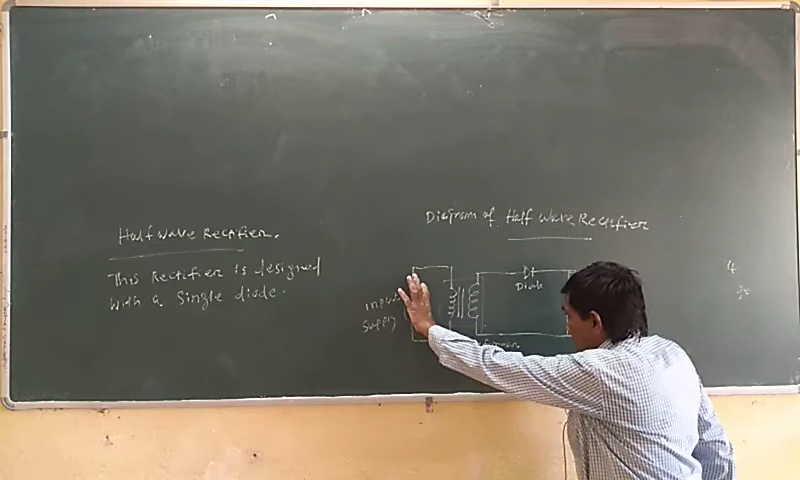 Half Wave Rectifier.
This Rectifier is designed
with a single diode.
Diagram of Half Wave Rectifier
Diode
Input
Supply